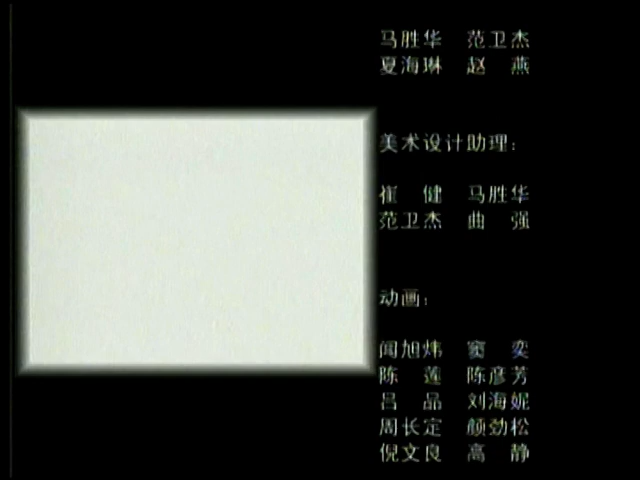 马胜华 范卫杰
夏海琳 赵 燕
美术设计助理:
崔 健 马胜华
范卫杰 曲 强
动画:
闻旭炜 窦 奕
陈 莲 陈彦芳
吕 品 刘海妮
周长定 颜劲松
倪文良 高 静